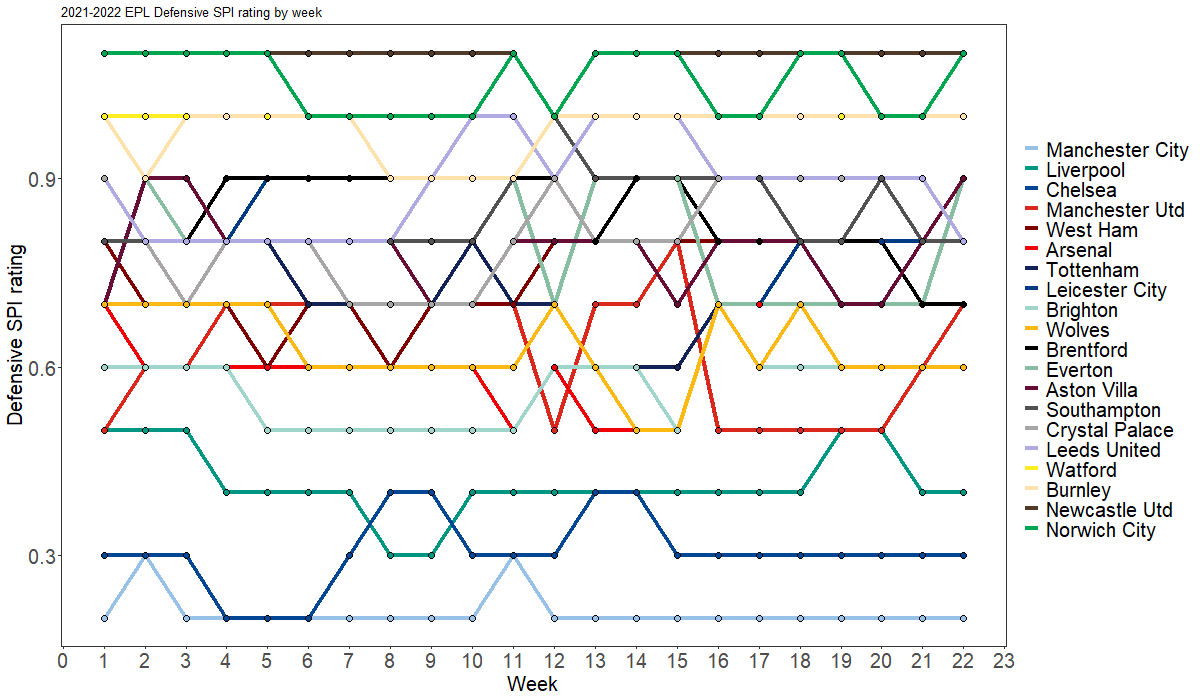 2021-2022 EPL Defensive SPI rating by week
Defensive SPI rating
0.9
0.6
0.3
0 1 2 3 4 5 6 7 8 9 10 11 12 13 14 15 16 17 18 19 20 21 22 23
Week
Manchester City
Liverpool
Chelsea
Manchester Utd
West Ham
Arsenal
Tottenham
Leicester City
Brighton
Wolves
Brentford
Everton
Aston Villa
Southampton
Crystal Palace
Leeds United
Watford
Burnley
Newcastle Utd
Norwich City